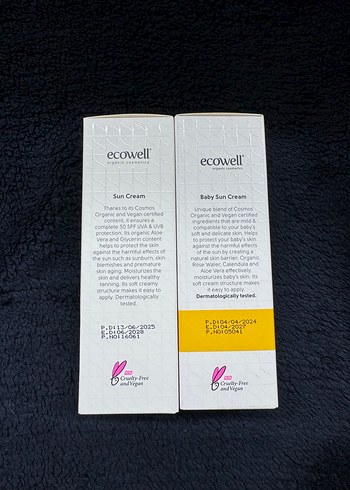 ecowell
organic cosmetics
Sun Cream
Thanks to its Cosmos
Organic and Vegan certified
content, it ensures a
complete 50 SPF UVA & UVB
protection. Its organic Aloe
Vera and Glycerin content
helps to protect the skin
against the harmful effects of
the sun such as sunburn, skin
blemishes and premature
skin aging. Moisturizes the
skin and delivers healthy
tanning. Its soft creamy
structure makes it easy to
apply. Dermatologically
tested.
P.D:13/06/2025
E.D:06/2028
P.NO:16061
Cruelty-Free
and Vegan
ecowell
organic cosmetics
Baby Sun Cream
Unique blend of Cosmos
Organic and Vegan certified
ingredients that are mild &
compatible to your baby's
soft and delicate skin. Helps
to protect your baby's skin
against the harmful effect
of the sun by creating a
natural skin barrier. Organic
Rose Water, Calendula and
Aloe Vera effectively,
moisturizes baby's skin. Its
soft cream structure makes
it easy to apply.
Dermatologically tested.
P.D:04/04/2024
E.D:04/2027
P.NO:05041
Cruelty-Free
and Vegan